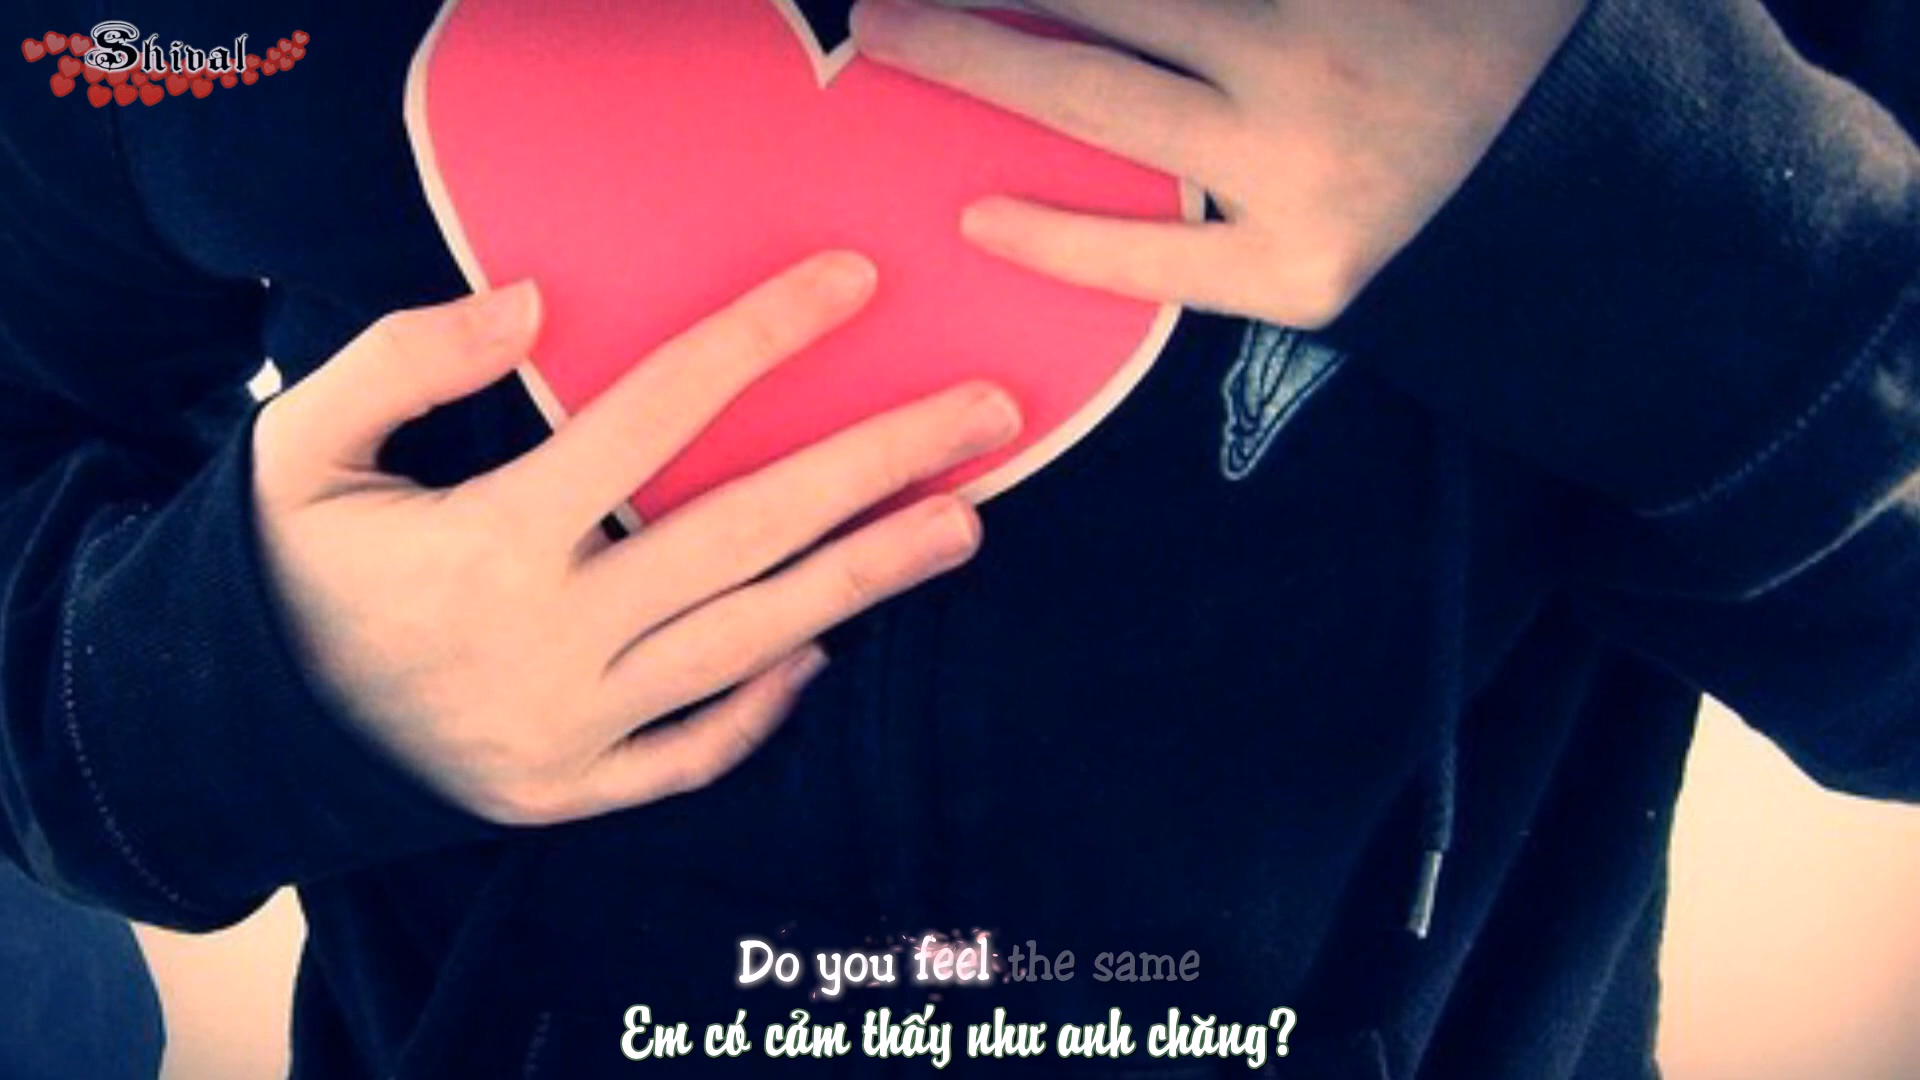 Shival
Do you feel the same
Em có cảm thấy như anh chăng?